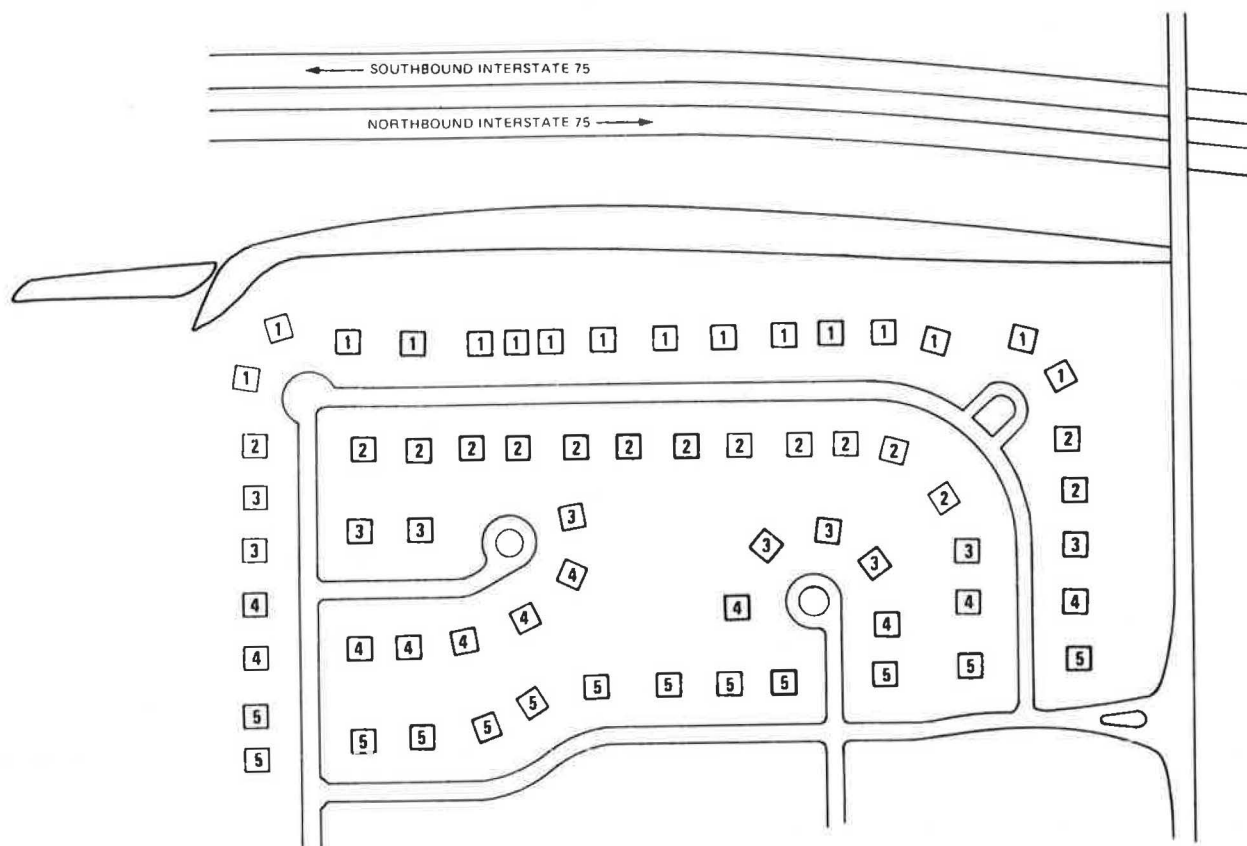 SOUTHBOUND INTERSTATE 75
NORTHBOUND INTERSTATE 75
1 1 1 1 1 1 1 1 1 1 1 1 1 1
1 1
2 2 2 2 2 2 2 2 2 2 2 2 2
3 2 2
3 3 3 3
3 3 3 3 3
4
4 4 4 4
4 4
4 4 4
4 5 5 5
5 5 5 5
5 5 5
5 5
5